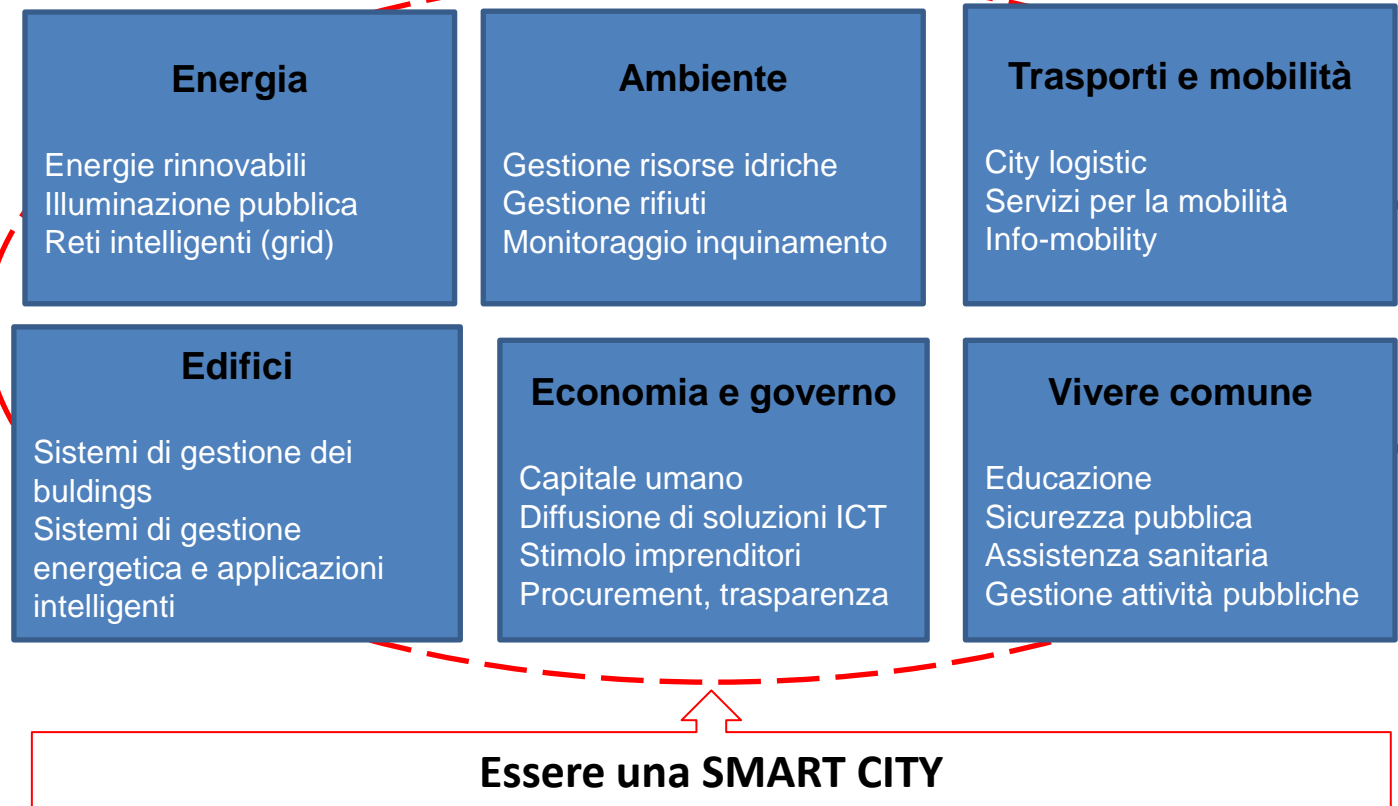 Energia
Energie rinnovabili
Illuminazione pubblica
Reti intelligenti (grid)
Ambiente
Gestione risorse idriche
Gestione rifiuti
Monitoraggio inquinamento
Trasporti e mobilità
City logistic
Servizi per la mobilità
Info-mobility
Edifici
Sistemi di gestione dei
buldings
Sistemi di gestione
energetica e applicazioni
intelligenti
Economia e governo
Capitale umano
Diffusione di soluzioni ICT
Stimolo imprenditori
Procurement, trasparenza
Vivere comune
Educazione
Sicurezza pubblica
Assistenza sanitaria
Gestione attività pubbliche
Essere una SMART CITY